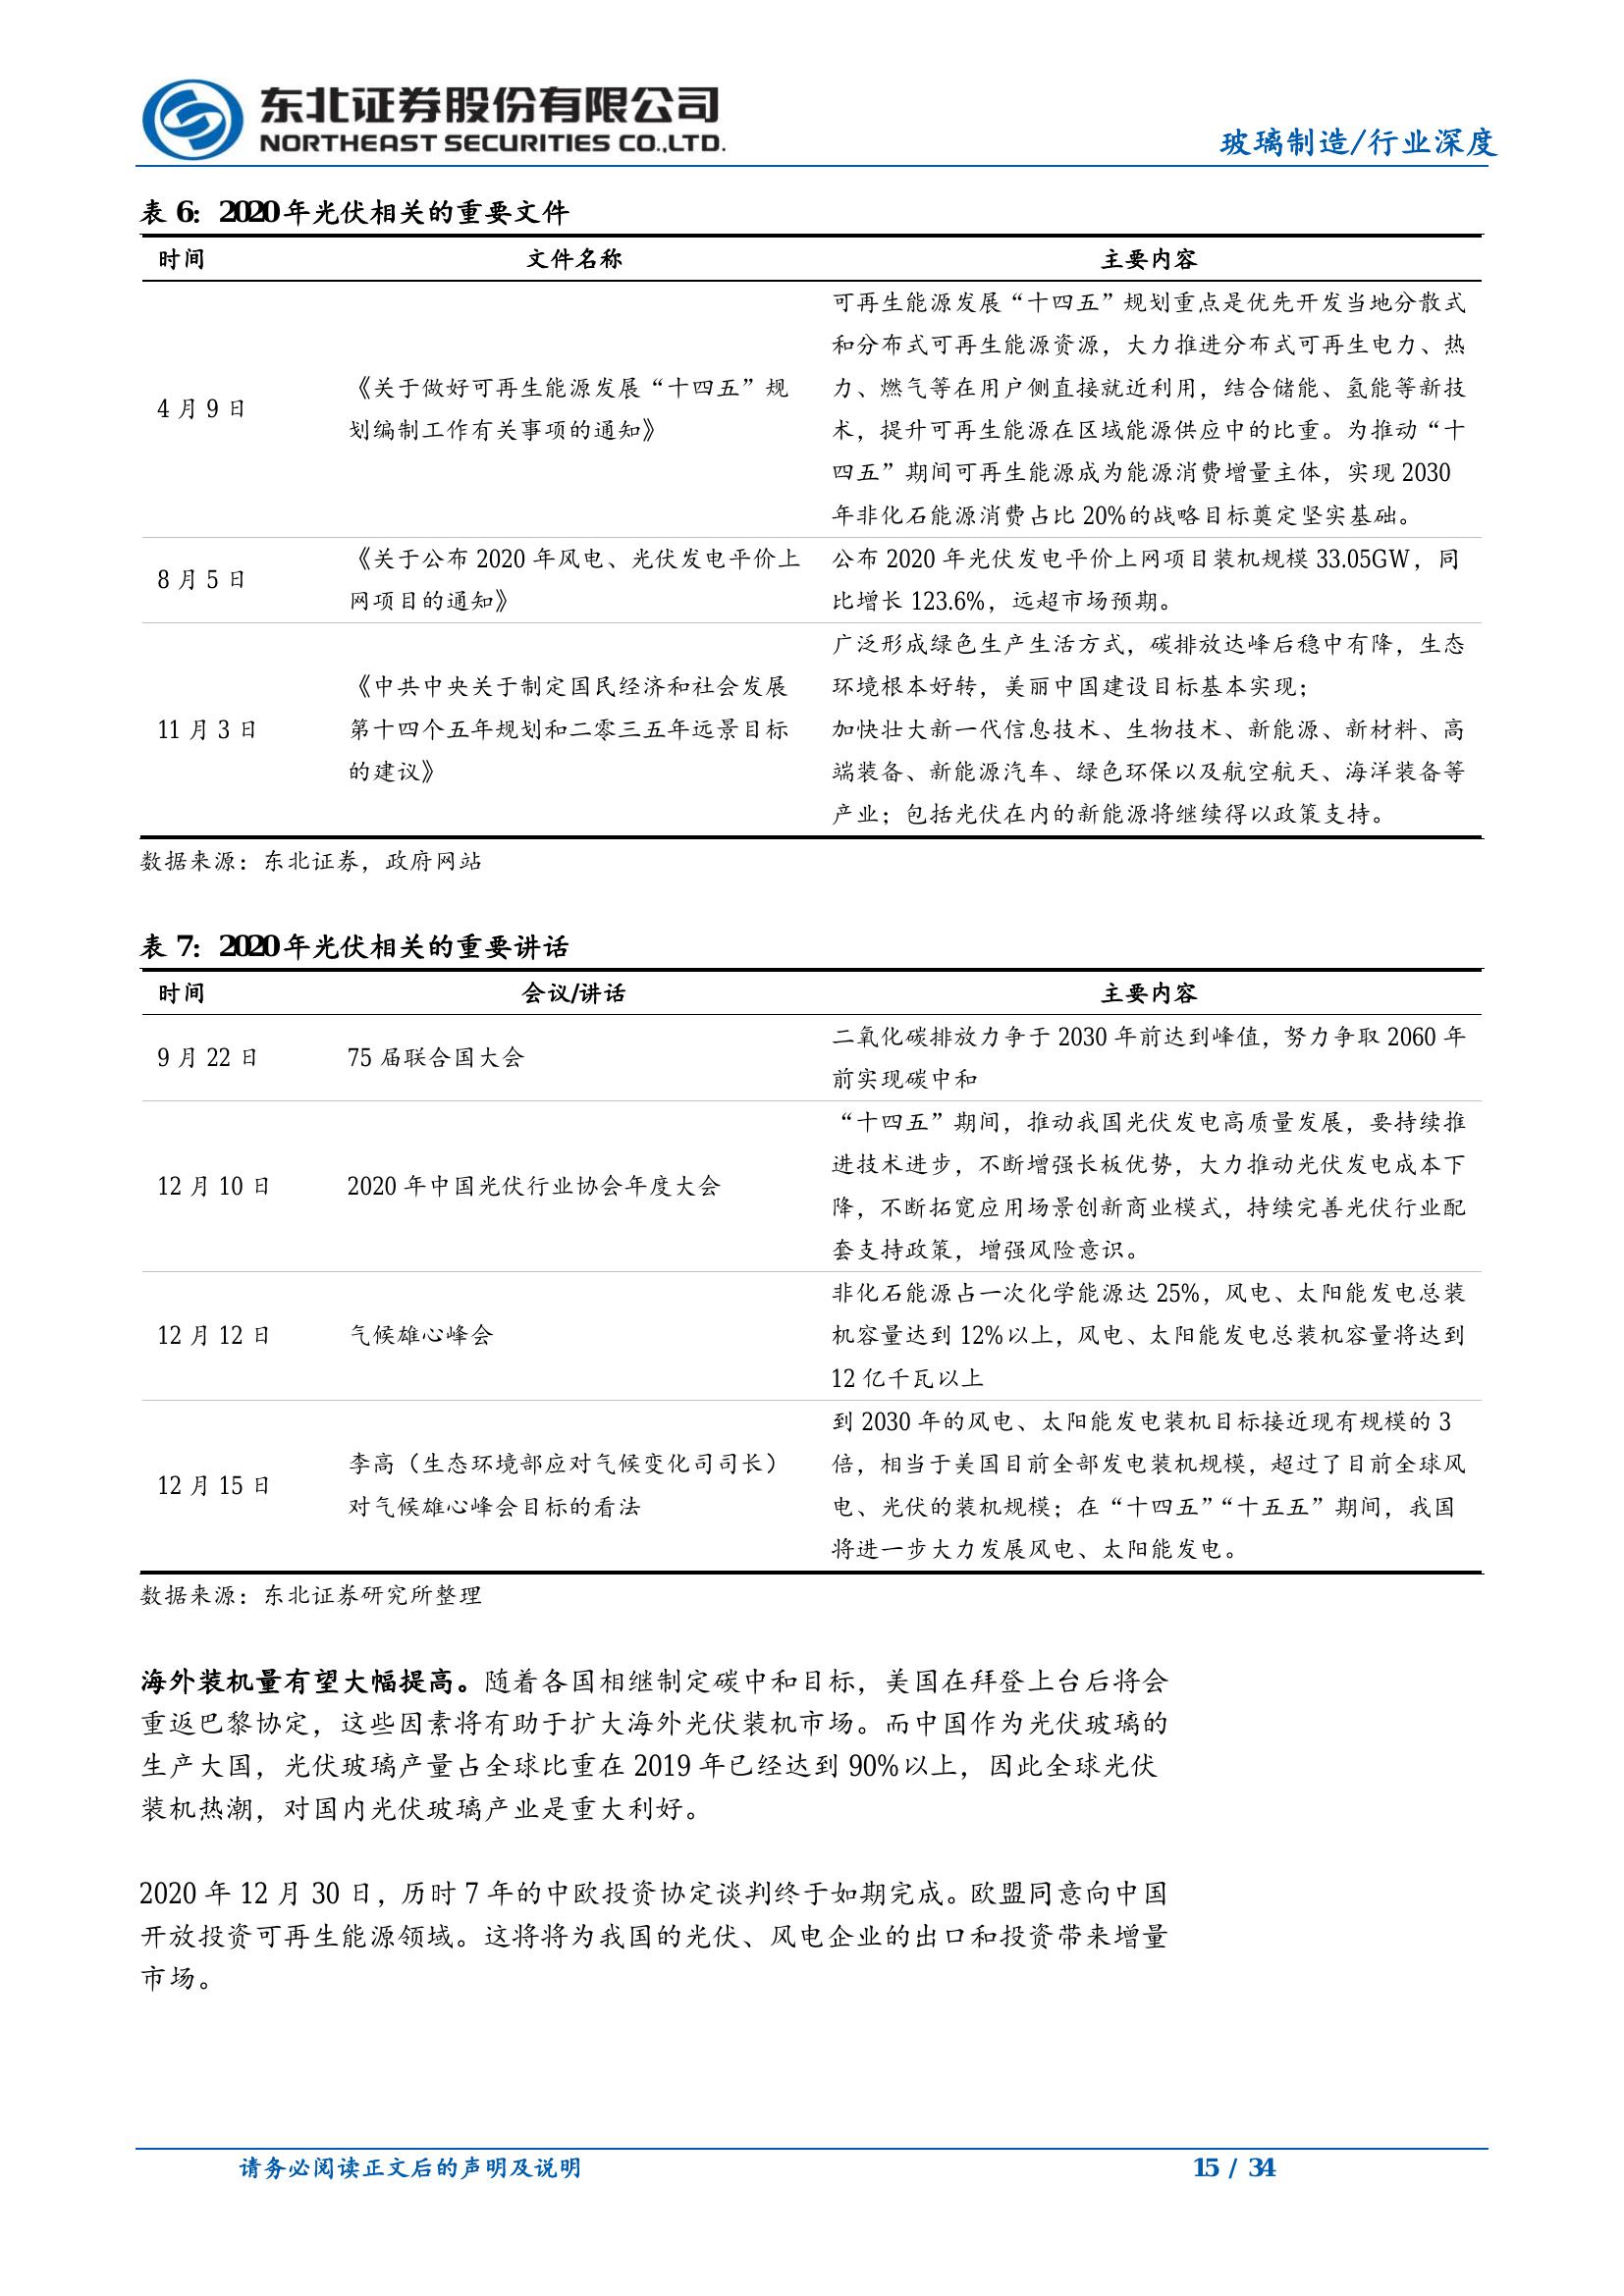 东北证券股份有限公司
NORTHEAST SECURITIES CO.,LTD.
玻璃制造/行业深度
表 6：2020年光伏相关的重要文件
时间 文件名称 主要内容
4 月 9 日
《关于做好可再生能源发展“十四五”规
划编制工作有关事项的通知》
可再生能源发展“十四五”规划重点是优先开发当地分散式
和分布式可再生能源资源，大力推进分布式可再生电力、热
力、燃气等在用户侧直接就近利用，结合储能、氢能等新技
术，提升可再生能源在区域能源供应中的比重。为推动“十
四五”期间可再生能源成为能源消费增量主体，实现 2030
年非化石能源消费占比 20%的战略目标奠定坚实基础。
8 月 5 日
《关于公布 2020 年风电、光伏发电平价上
网项目的通知》
公布 2020 年光伏发电平价上网项目装机规模 33.05GW，同
比增长 123.6%，远超市场预期。
11 月 3 日
《中共中央关于制定国民经济和社会发展
第十四个五年规划和二零三五年远景目标
的建议》
广泛形成绿色生产生活方式，碳排放达峰后稳中有降，生态
环境根本好转，美丽中国建设目标基本实现；
加快壮大新一代信息技术、生物技术、新能源、新材料、高
端装备、新能源汽车、绿色环保以及航空航天、海洋装备等
产业；包括光伏在内的新能源将继续得以政策支持。
数据来源：东北证券，政府网站
表 7：2020年光伏相关的重要讲话
时间 会议/讲话 主要内容
9 月 22 日
75 届联合国大会
二氧化碳排放力争于 2030 年前达到峰值，努力争取 2060 年
前实现碳中和
12 月 10 日
2020 年中国光伏行业协会年度大会
“十四五”期间，推动我国光伏发电高质量发展，要持续推
进技术进步，不断增强长板优势，大力推动光伏发电成本下
降，不断拓宽应用场景创新商业模式，持续完善光伏行业配
套支持政策，增强风险意识。
12 月 12 日
气候雄心峰会
非化石能源占一次化学能源达 25%，风电、太阳能发电总装
机容量达到 12%以上，风电、太阳能发电总装机容量将达到
12 亿千瓦以上
12 月 15 日
李高（生态环境部应对气候变化司司长）
对气候雄心峰会目标的看法
到 2030 年的风电、太阳能发电装机目标接近现有规模的 3
倍，相当于美国目前全部发电装机规模，超过了目前全球风
电、光伏的装机规模；在“十四五”“十五五”期间，我国
将进一步大力发展风电、太阳能发电。
数据来源：东北证券研究所整理
海外装机量有望大幅提高。随着各国相继制定碳中和目标，美国在拜登上台后将会
重返巴黎协定，这些因素将有助于扩大海外光伏装机市场。而中国作为光伏玻璃的
生产大国，光伏玻璃产量占全球比重在 2019 年已经达到 90%以上，因此全球光伏
装机热潮，对国内光伏玻璃产业是重大利好。
2020 年 12 月 30 日，历时 7 年的中欧投资协定谈判终于如期完成。欧盟同意向中国
开放投资可再生能源领域。这将将为我国的光伏、风电企业的出口和投资带来增量
市场。
请务必阅读正文后的声明及说明
15 / 34